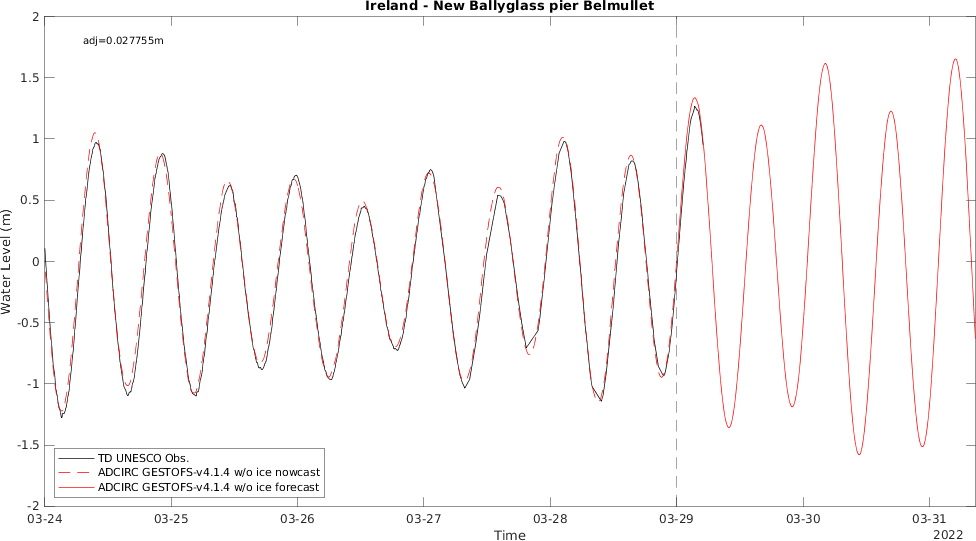 Ireland - New Ballyglass pier Belmullet
adj=0.027755m
2
1.5
1
0.5
0
-0.5
-1
-1.5
-2
Water Level (m)
TD UNESCO Obs.
ADCIRC GESTOFS-v4.1.4 w/o ice nowcast
ADCIRC GESTOFS-v4.1.4 w/o ice forecast
03-24 03-25 03-26 03-27 03-28 03-29 03-30 03-31
Time
2022